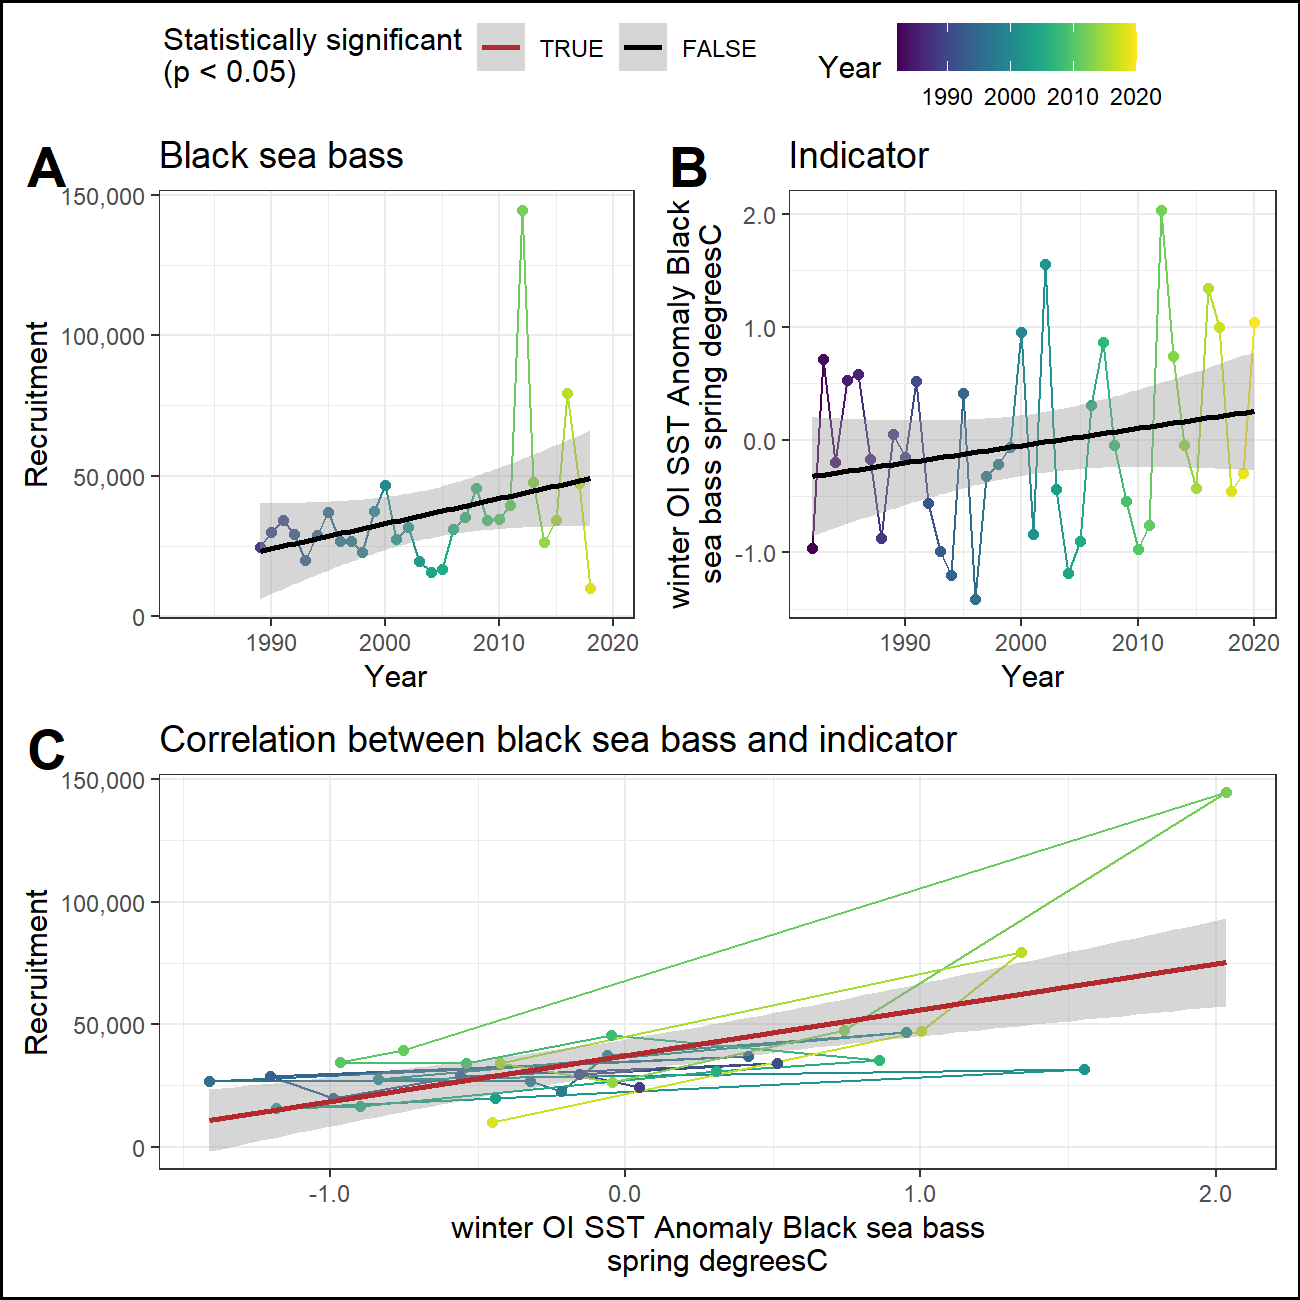 Statistically significant
(p < 0.05)
TRUE
FALSE
Year
1990 2000 2010 2020
A
Black sea bass
150,000
100,000
50,000
0
Recruitment
1990 2000 2010 2020
Year
B
Indicator
winter OI SST Anomaly Black
sea bass spring degreesC
2.0
1.0
0.0
-1.0
1990 2000 2010 2020
Year
C
Correlation between black sea bass and indicator
150,000
100,000
50,000
0
Recruitment
-1.0 0.0 1.0 2.0
winter OI SST Anomaly Black sea bass
spring degreesC